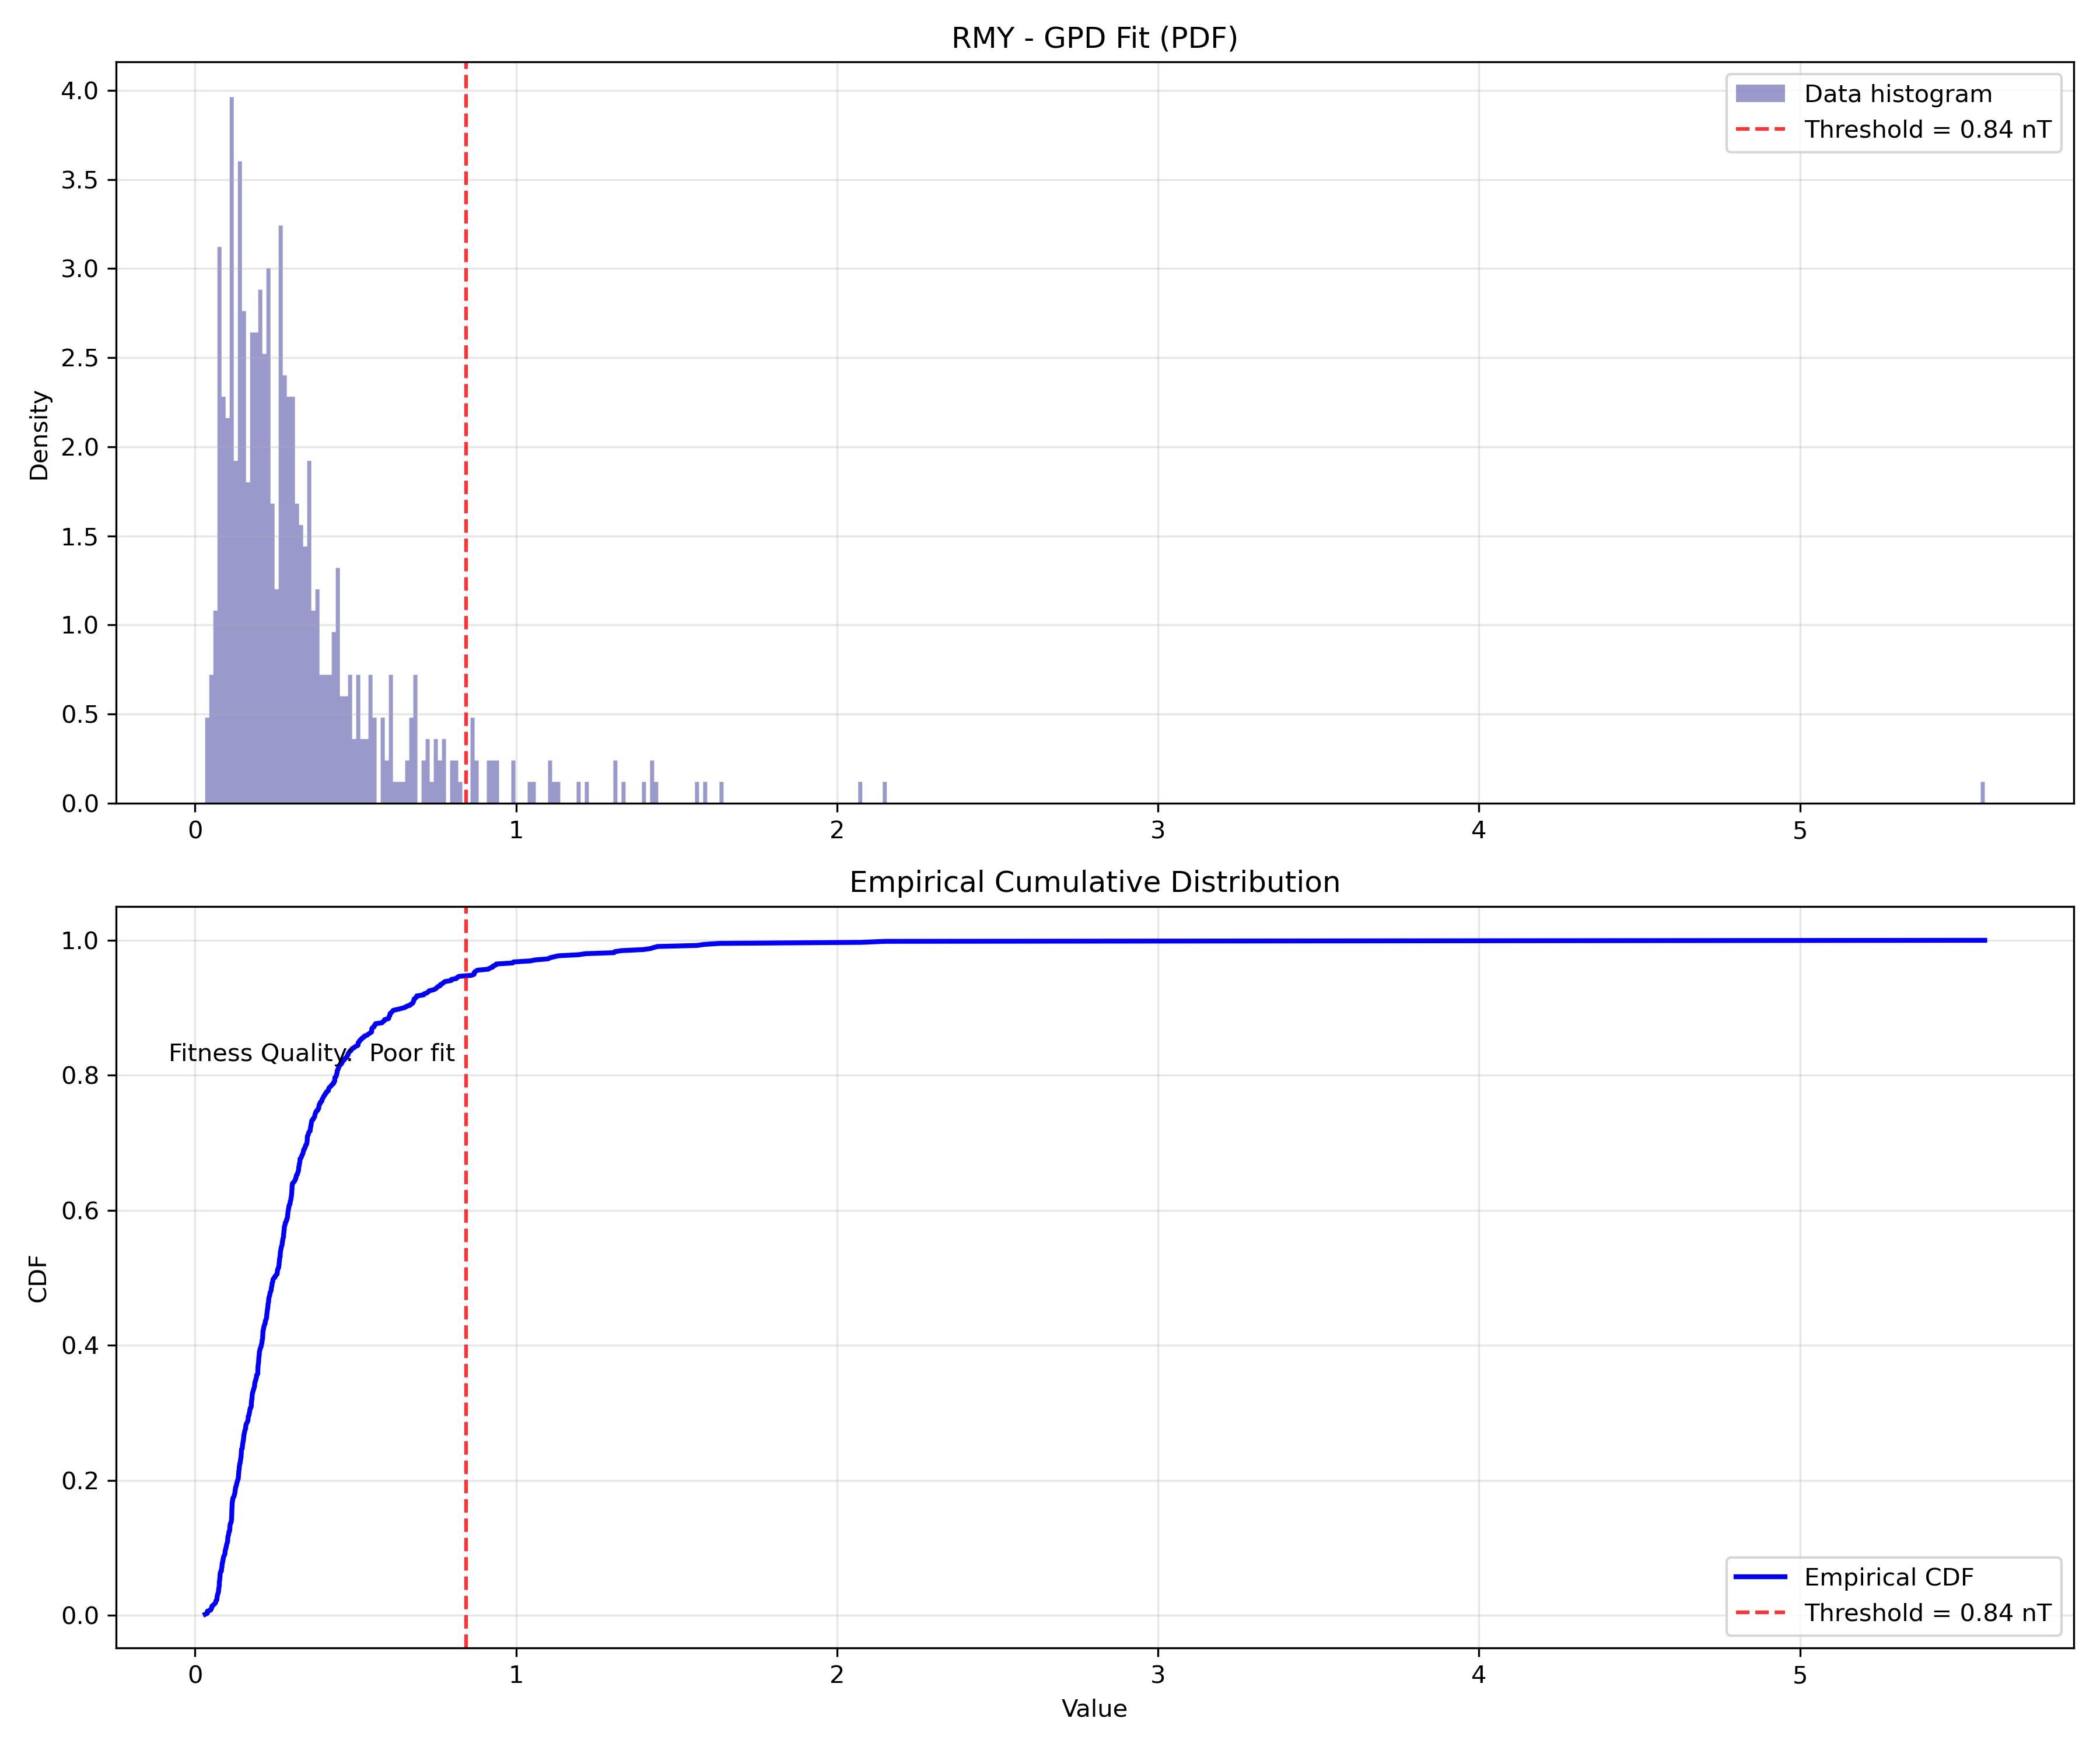 RMY - GPD Fit (PDF)
Data histogram
Threshold = 0.84 nT
Density
4.0
3.5
3.0
2.5
2.0
1.5
1.0
0.5
0.0
0 1 2 3 4 5
Empirical Cumulative Distribution
Fitness Quality: Poor fit
CDF
1.0
0.8
0.6
0.4
0.2
0.0
Empirical CDF
Threshold = 0.84 nT
0 1 2 3 4 5
Value